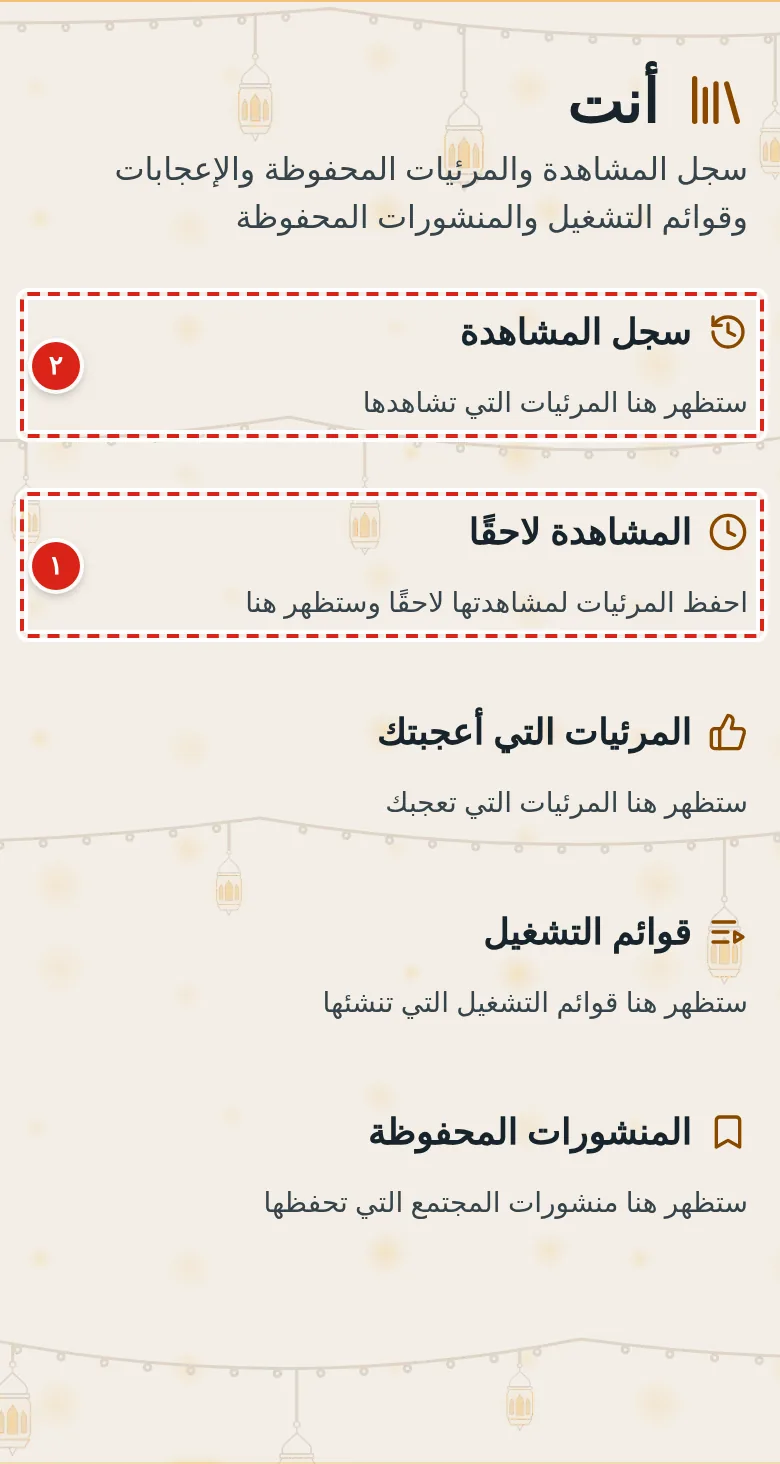 أنت
سجل المشاهدة والمرئيات المحفوظة والإعجابات
وقوائم التشغيل والمنشورات المحفوظة
سجل المشاهدة
٢
ستظهر هنا المرئيات التي تشاهدها
المشاهدة لاحقًا
١
احفظ المرئيات لمشاهدتها لاحقًا وستظهر هنا
المرئيات التي أعجبتك
ستظهر هنا المرئيات التي تعجبك
قوائم التشغيل
ستظهر هنا قوائم التشغيل التي تنشئها
المنشورات المحفوظة
ستظهر هنا منشورات المجتمع التي تحفظها